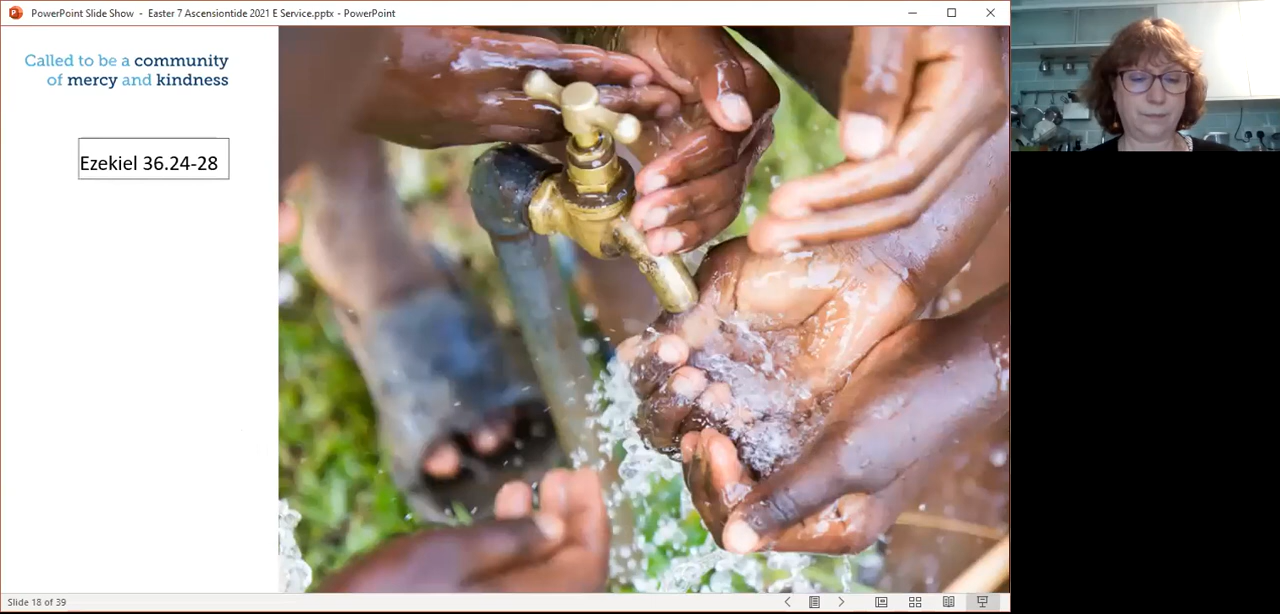 PowerPoint Slide Show - Easter 7 Ascensiontide 2021 E Service.pptx - PowerPoint
Called to be a community
of mercy and kindness
Ezekiel 36.24-28
Slide 18 of 39